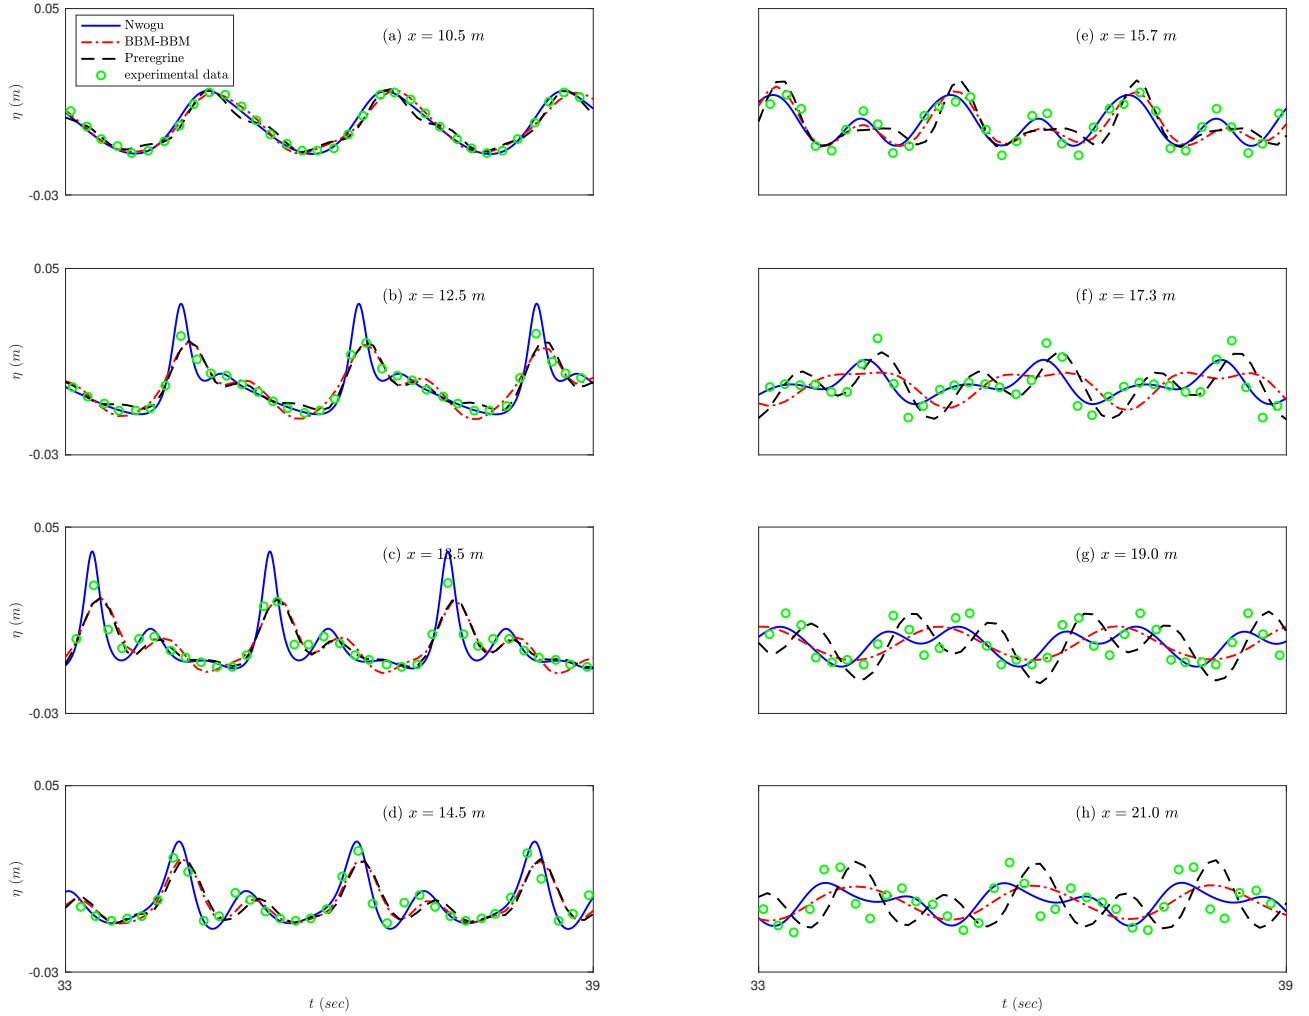 0.05
Nwogu
BBM-BBM
Preregrine
experimental data
(a) x = 10.5 m
η (m)
-0.03
(e) x = 15.7 m
0.05
(b) x = 12.5 m
η (m)
-0.03
(f) x = 17.3 m
0.05
(c) x = 13.5 m
η (m)
-0.03
(g) x = 19.0 m
0.05
(d) x = 14.5 m
η (m)
-0.03
33
39
t (sec)
(h) x = 21.0 m
33
39
t (sec)